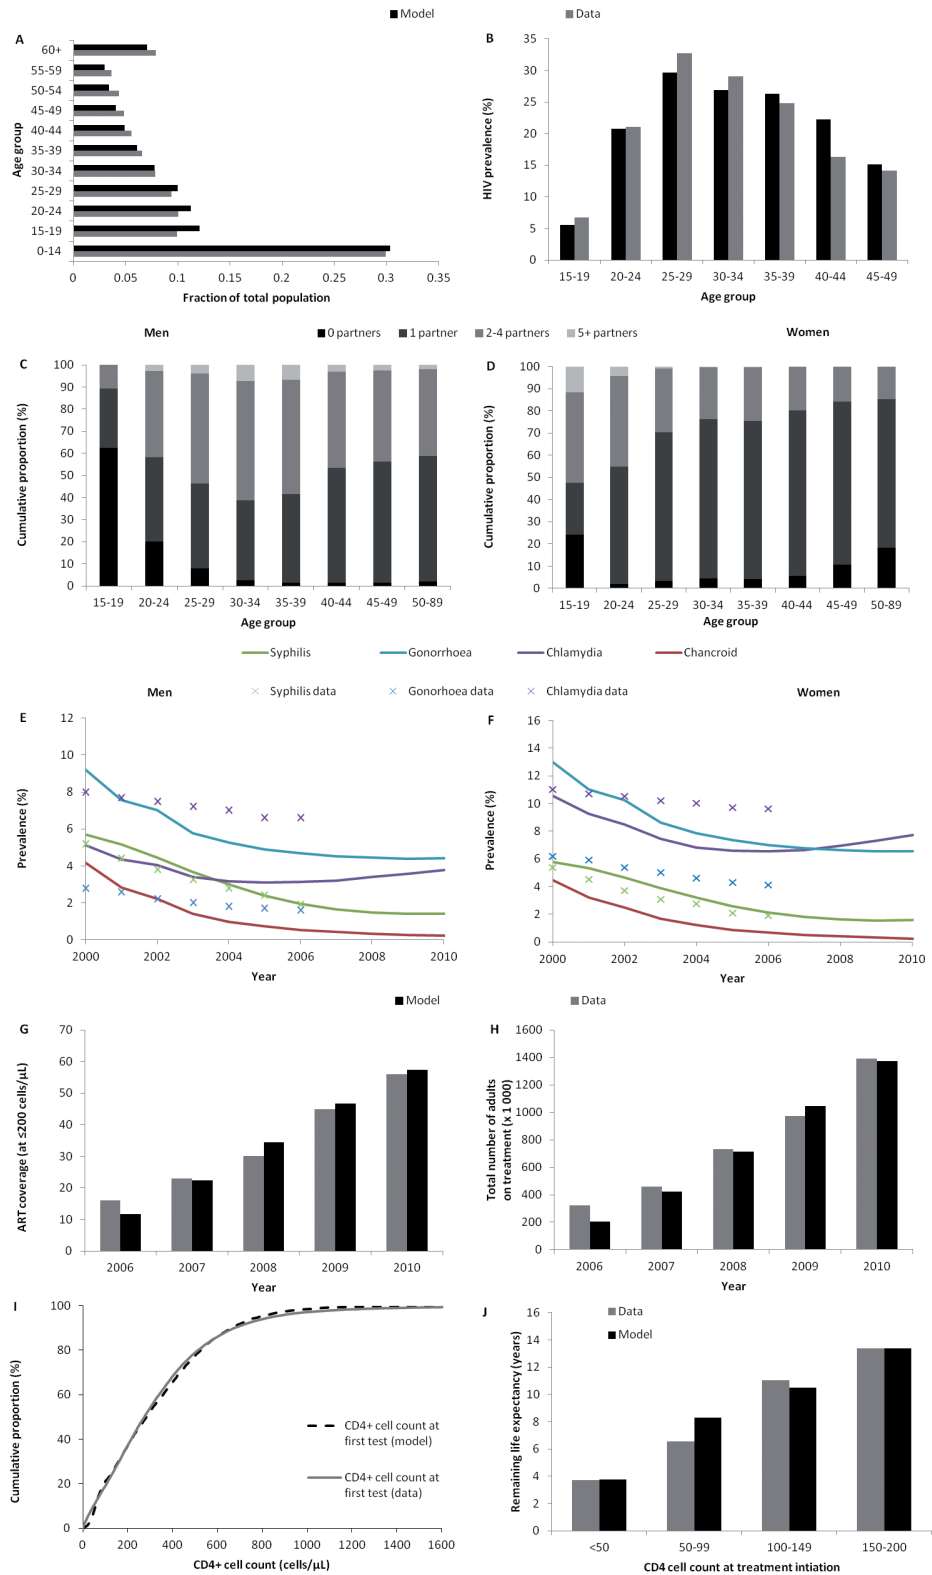 Model Data
A
Age group
60+
55-59
50-54
45-49
40-44
35-39
30-34
25-29
20-24
15-19
0-14
0 0.05 0.1 0.15 0.2 0.25 0.3 0.35
Fraction of total population
B
HIV prevalence (%)
35
30
25
20
15
10
5
0
15-19 20-24 25-29 30-34 35-39 40-44 45-49
Age group
Men 0 partners 1 partner 2-4 partners 5+ partners Women
C
Cumulative proportion (%)
100
90
80
70
60
50
40
30
20
10
0
15-19 20-24 25-29 30-34 35-39 40-44 45-49 50-89
Age group
D
Cumulative proportion (%)
100
90
80
70
60
50
40
30
20
10
0
15-19 20-24 25-29 30-34 35-39 40-44 45-49 50-89
Age group
Syphilis Gonorrhoea Chlamydia Chancroid
Men Syphilis data Gonorhoea data Chlamydia data Women
E
Prevalence (%)
12
10
8
6
4
2
0
2000 2002 2004 2006 2008 2010
Year
F
Prevalence (%)
16
14
12
10
8
6
4
2
0
2000 2002 2004 2006 2008 2010
Year
Model Data
G
ART coverage (at ≤200 cells/µL)
70
60
50
40
30
20
10
0
2006 2007 2008 2009 2010
Year
H
Total number of adults
on treatment (x 1 000)
1600
1400
1200
1000
800
600
400
200
0
2006 2007 2008 2009 2010
Year
I
Cumulative proportion (%)
100
80
60
40
20
0
0 200 400 600 800 1000 1200 1400 1600
CD4+ cell count (cells/µL)
CD4+ cell count at
first test (model)
CD4+ cell count at
first test (data)
J
Data
Model
Remaining life expectancy (years)
16
14
12
10
8
6
4
2
0
<50 50-99 100-149 150-200
CD4 cell count at treatment intiation